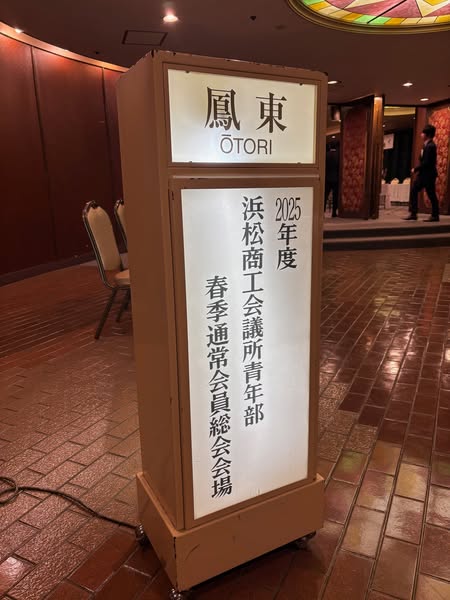 鳳東
ŌTORI
2025年度
浜松商工会議所青年部
春季通常会員総会会場